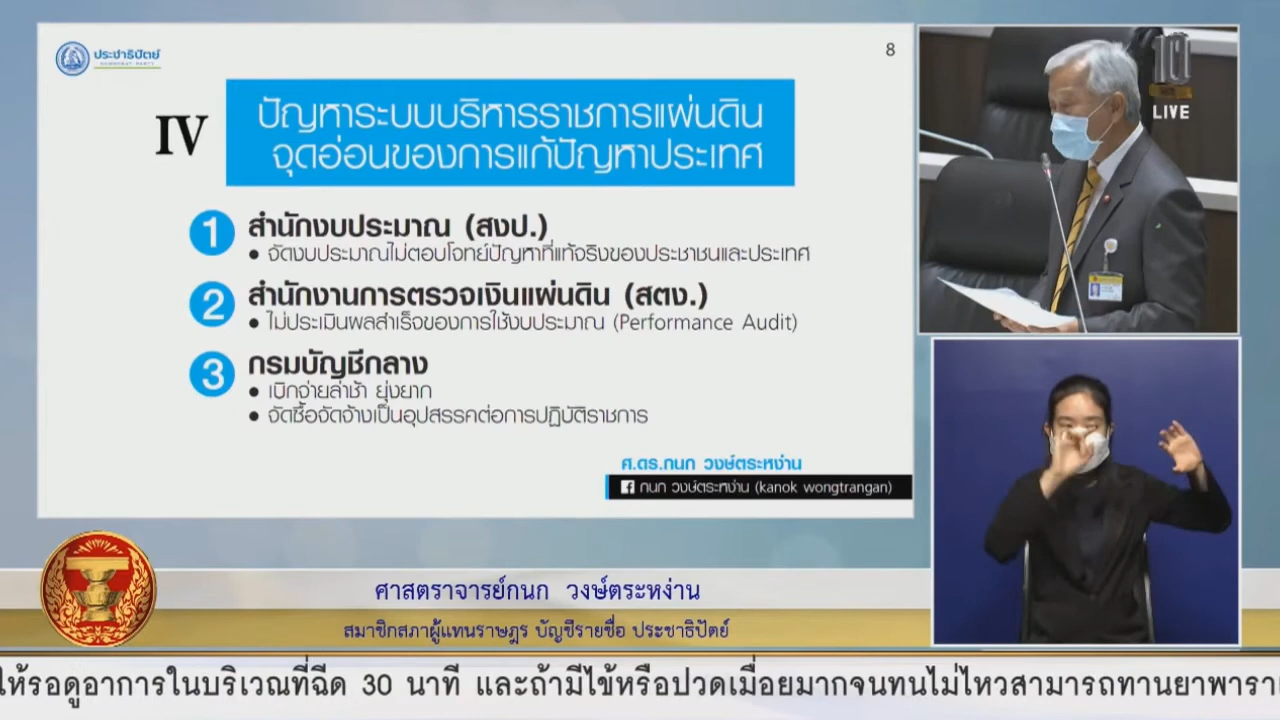 ประชาธิปัตย์
DEMOCRAT PARTY
8
IV
ปัญหาระบบบริหารราชการแผ่นดิน
จุดอ่อนของการแก้ปัญหาประเทศ
1 สำนักงบประมาณ (สงป.)
● จัดงบประมาณไม่ตอบโจทย์ปัญหาที่แท้จริงของประชาชนและประเทศ
2 สำนักงานการตรวจเงินแผ่นดิน (สตง.)
● ไม่ประเมินผลสำเร็จของการใช้งบประมาณ (Performance Audit)
3 กรมบัญชีกลาง
● เบิกจ่ายล่าช้า ยุ่งยาก
● จัดซื้อจัดจ้างเป็นอุปสรรคต่อการปฏิบัติราชการ
ศ.ดร.กนก วงษ์ตระหง่าน
กนก วงษ์ตระหง่าน (kanok wongtrangan)
10
LIVE
ศาสตราจารย์กนก วงษ์ตระหง่าน
สมาชิกสภาผู้แทนราษฎร บัญชีรายชื่อ ประชาธิปัตย์
ให้รอดูอาการในบริเวณที่ฉีด 30 นาที และถ้ามีไข้หรือปวดเมื่อยมากจนทนไม่ไหวสามารถทานยาพารา